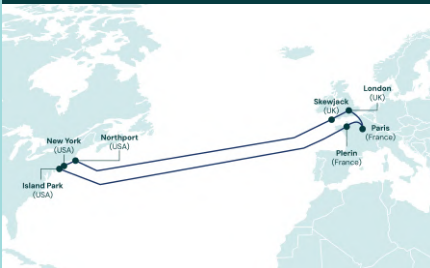 London
(UK)
Skewjack
(UK)
Paris
(France)
Plerin
(France)
New York
(USA)
Northport
(USA)
Island Park
(USA)